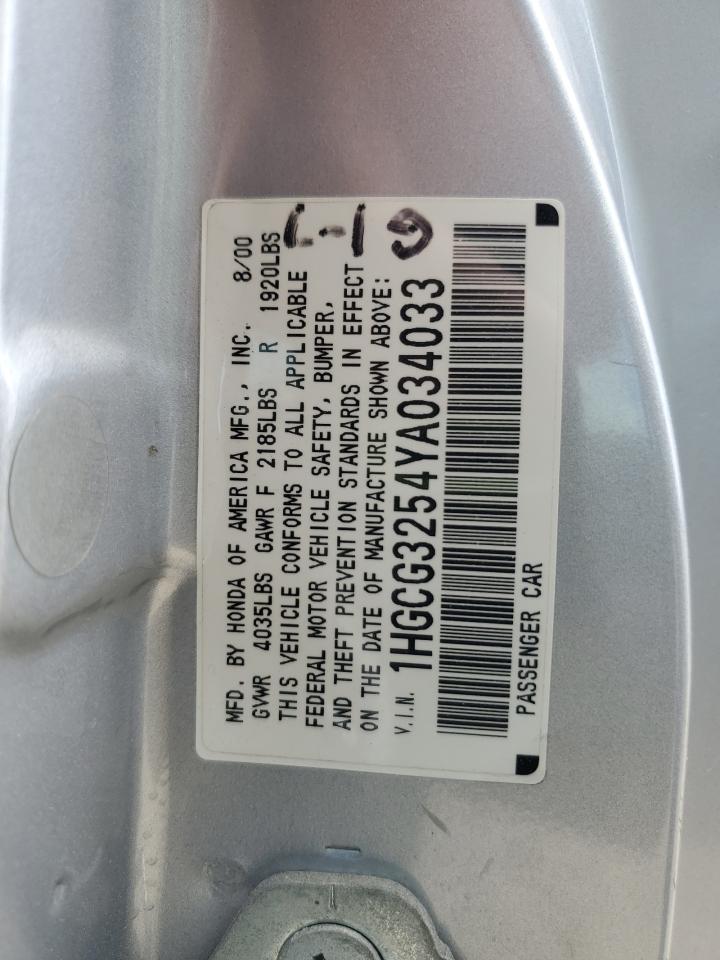 MFD. BY HONDA OF AMERICA MFG., INC. 8/00
GVWR 4035LBS GAWR F 2185LBS R 1920LBS
THIS VEHICLE CONFORMS TO ALL APPLICABLE
FEDERAL MOTOR VEHICLE SAFETY, BUMPER,
AND THEFT PREVENTION STANDARDS IN EFFECT
ON THE DATE OF MANUFACTURE SHOWN ABOVE:
V.I.N. 1HGCG3254YA034033
PASSENGER CAR